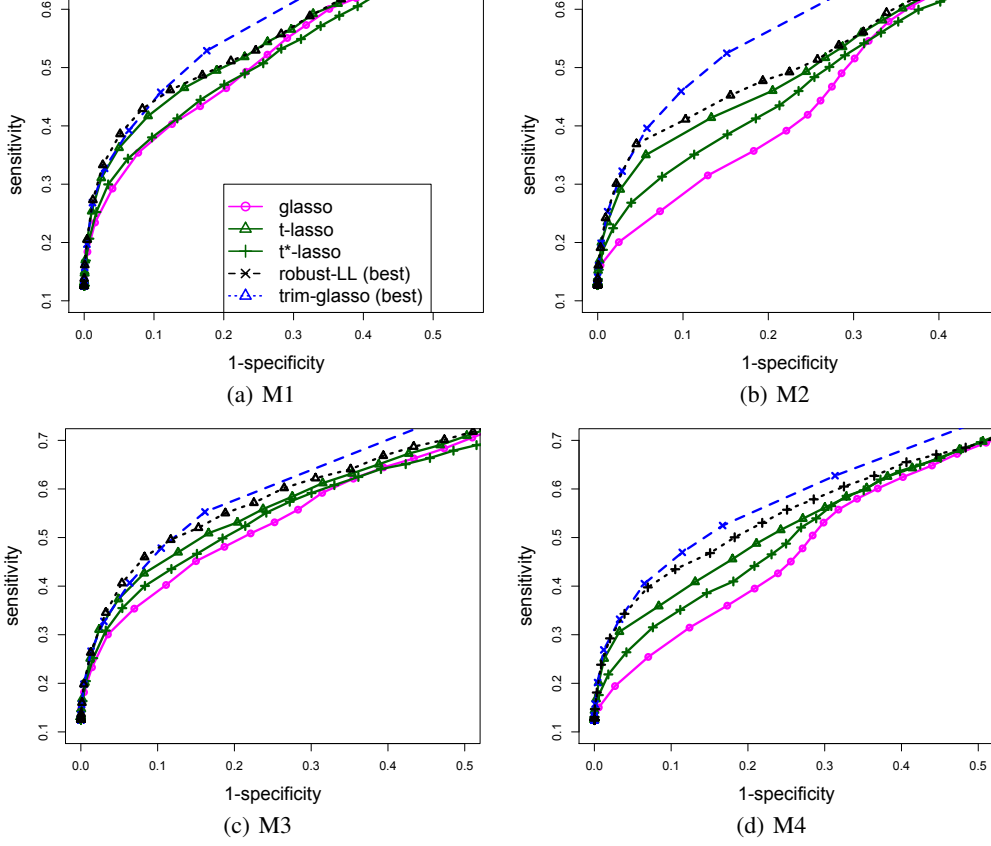 0.6
0.5
0.4
0.3
0.2
0.1
sensitivity
glasso
t-lasso
t*-lasso
robust-LL (best)
trim-glasso (best)
0.0 0.1 0.2 0.3 0.4 0.5
1-specificity
(a) M1
0.6
0.5
0.4
0.3
0.2
0.1
sensitivity
0.0 0.1 0.2 0.3 0.4
1-specificity
(b) M2
0.7
0.6
0.5
0.4
0.3
0.2
0.1
sensitivity
0.0 0.1 0.2 0.3 0.4 0.5
1-specificity
(c) M3
0.7
0.6
0.5
0.4
0.3
0.2
0.1
sensitivity
0.0 0.1 0.2 0.3 0.4 0.5
1-specificity
(d) M4